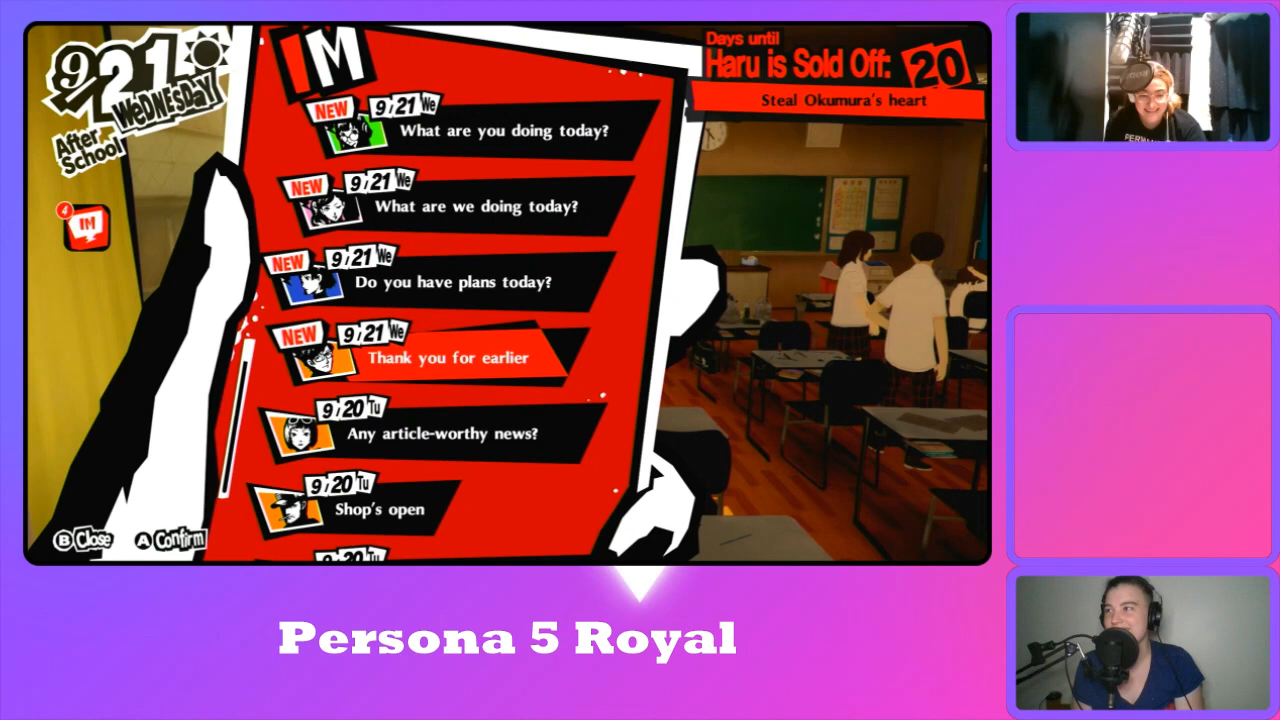 9/21
WeDNeSDaY
After
School
4
IM
IM
NEW 9/21 We
What are you doing today?
NEW 9/21 We
What are we doing today?
NEW 9/21 We
Do you have plans today?
NEW 9/21 We
Thank you for earlier
9/20 Tu
Any article-worthy news?
9/20 Tu
Shop's open
9/20 Tu
B Close A Confirm
Days until
Haru is Sold Off: 20
Steal Okumura's heart
Persona 5 Royal